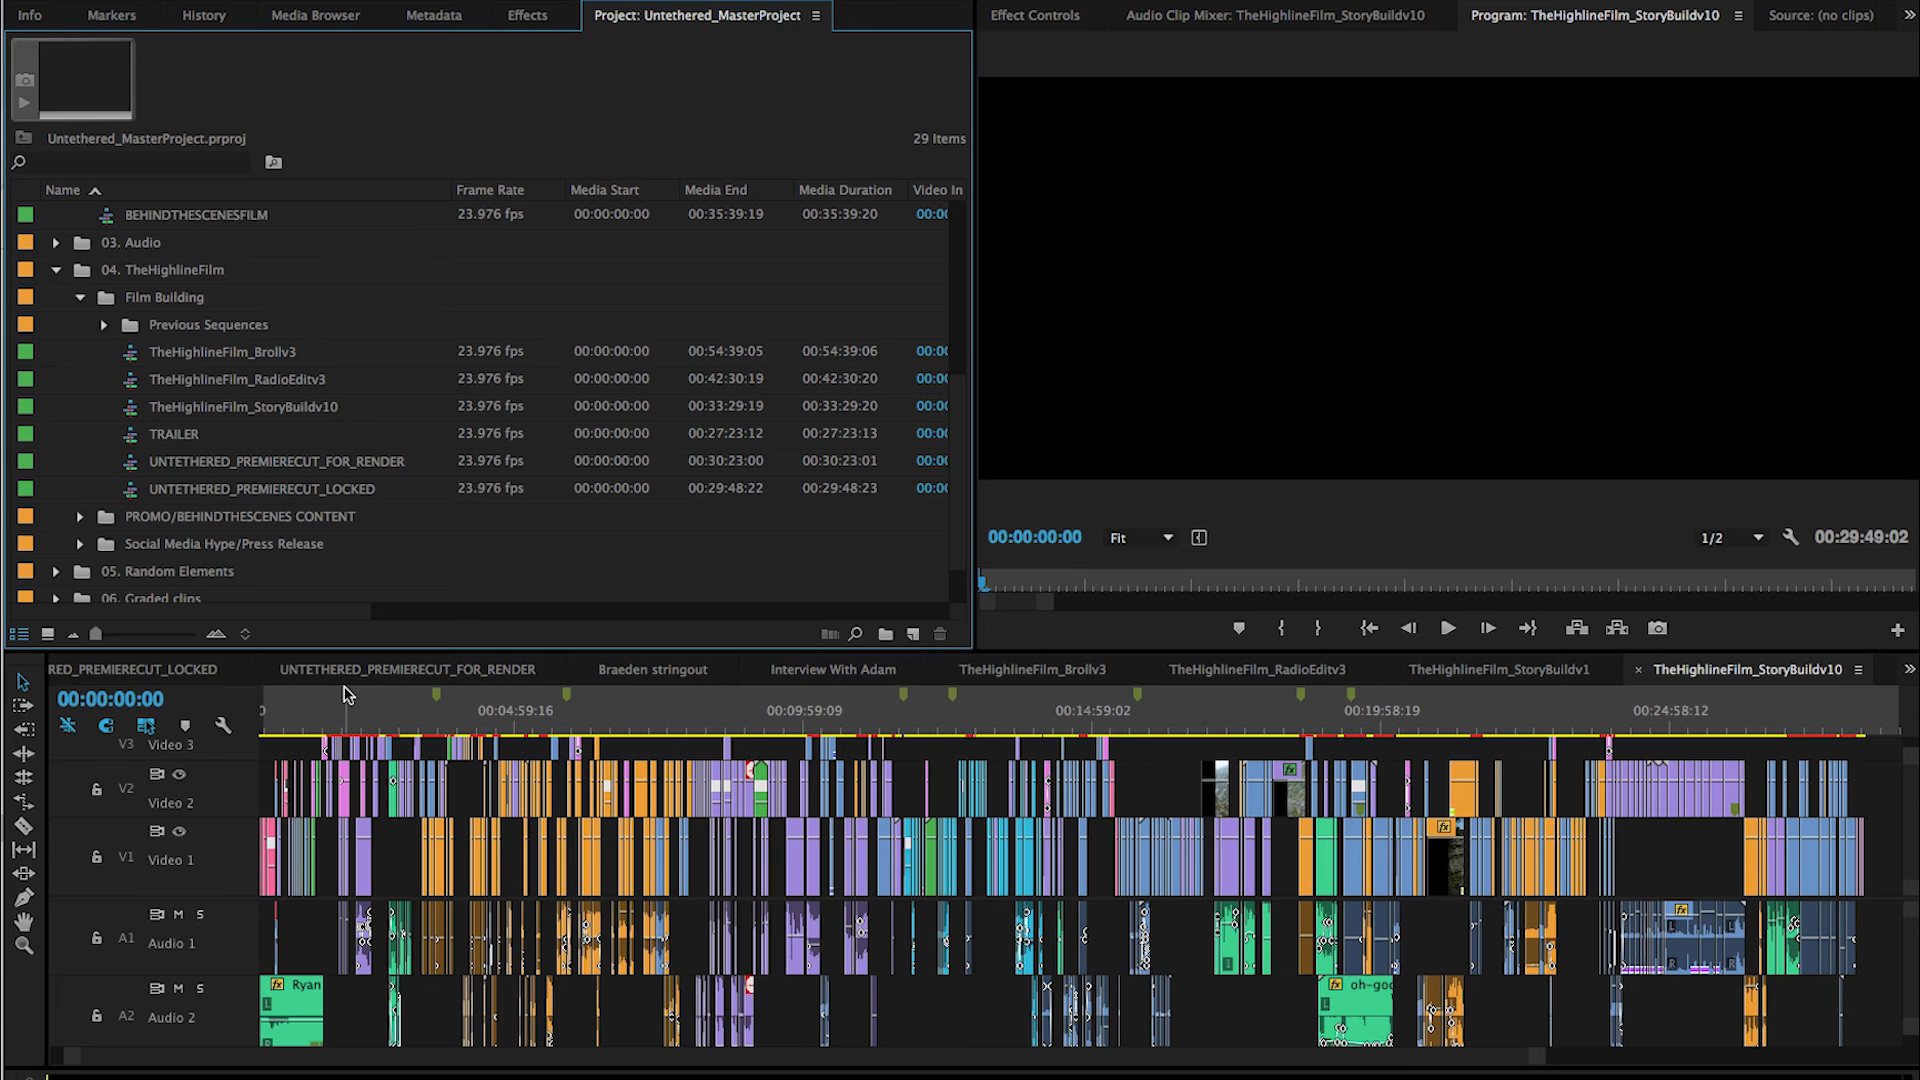 Info Markers History Media Browser Metadata Effects Project: Untethered_MasterProject
Untethered_MasterProject.prproj 29 Items
Name Frame Rate Media Start Media End Media Duration Video In
BEHINDTHESCENESFILM 23.976 fps 00:00:00:00 00:35:39:19 00:35:39:20 00:00
03. Audio
04. TheHighlineFilm
Film Building
Previous Sequences
TheHighlineFilm_Brollv3 23.976 fps 00:00:00:00 00:54:39:05 00:54:39:06 00:00
TheHighlineFilm_RadioEditv3 23.976 fps 00:00:00:00 00:42:30:19 00:42:30:20 00:00
TheHighlineFilm_StoryBuildv10 23.976 fps 00:00:00:00 00:33:29:19 00:33:29:20 00:00
TRAILER 23.976 fps 00:00:00:00 00:27:23:12 00:27:23:13 00:00
UNTETHERED_PREMIERECUT_FOR_RENDER 23.976 fps 00:00:00:00 00:30:23:00 00:30:23:01 00:00
UNTETHERED_PREMIERECUT_LOCKED 23.976 fps 00:00:00:00 00:29:48:22 00:29:48:23 00:00
PROMO/BEHINDTHESCENES CONTENT
Social Media Hype/Press Release
05. Random Elements
06. Graded clips
Effect Controls Audio Clip Mixer: TheHighlineFilm_StoryBuildv10 Program: TheHighlineFilm_StoryBuildv10 Source: (no clips)
00:00:00:00 Fit 1/2 00:29:49:02
RED_PREMIERECUT_LOCKED UNTETHERED_PREMIERECUT_FOR_RENDER Braeden stringout Interview With Adam TheHighlineFilm_Brollv3 TheHighlineFilm_RadioEditv3 TheHighlineFilm_StoryBuildv1 × TheHighlineFilm_StoryBuildv10
00:00:00:00
00:04:59:16 00:09:59:09 00:14:59:02 00:19:58:19 00:24:58:12
V3 Video 3
V2 Video 2
fx
V1 Video 1
fx
M S
A1 Audio 1
fx
L L
R R
M S
A2 Audio 2
fx Ryan
L
fx oh-goo
L